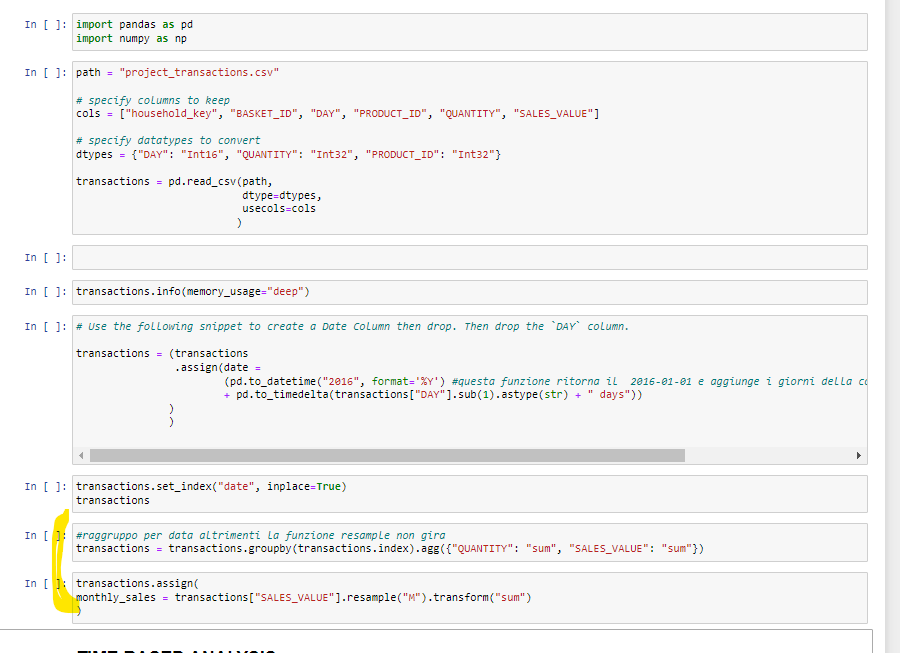 In [ ]: import pandas as pd
import numpy as np
In [ ]: path = "project_transactions.csv"
# specify columns to keep
cols = ["household_key", "BASKET_ID", "DAY", "PRODUCT_ID", "QUANTITY", "SALES_VALUE"]
# specify datatypes to convert
dtypes = {"DAY": "Int16", "QUANTITY": "Int32", "PRODUCT_ID": "Int32"}
transactions = pd.read_csv(path,
dtype=dtypes,
usecols=cols
)
In [ ]:
In [ ]: transactions.info(memory_usage="deep")
In [ ]: # Use the following snippet to create a Date Column then drop. Then drop the `DAY` column.
transactions = (transactions
.assign(date =
(pd.to_datetime("2016", format='%Y') #questa funzione ritorna il  2016-01-01 e aggiunge i giorni della
+ pd.to_timedelta(transactions["DAY"].sub(1).astype(str) + " days"))
)
)
In [ ]: transactions.set_index("date", inplace=True)
transactions
In [ ]: #raggruppo per data altrimenti la funzione resample non gira
transactions = transactions.groupby(transactions.index).agg({"QUANTITY": "sum", "SALES_VALUE": "sum"})
In [ ]: transactions.assign(
monthly_sales = transactions["SALES_VALUE"].resample("M").transform("sum")
)
TIME BASED ANALYSIS